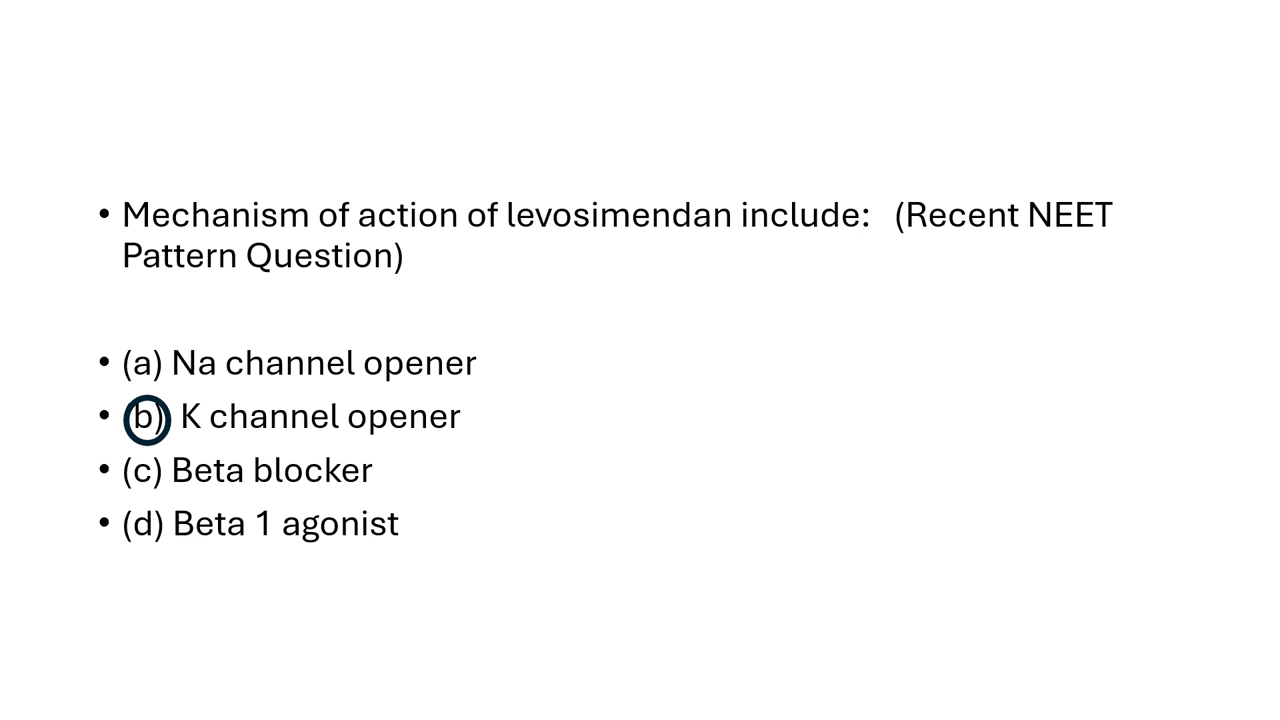 • Mechanism of action of levosimendan include:   (Recent NEET
Pattern Question)
• (a) Na channel opener
• (b) K channel opener
• (c) Beta blocker
• (d) Beta 1 agonist